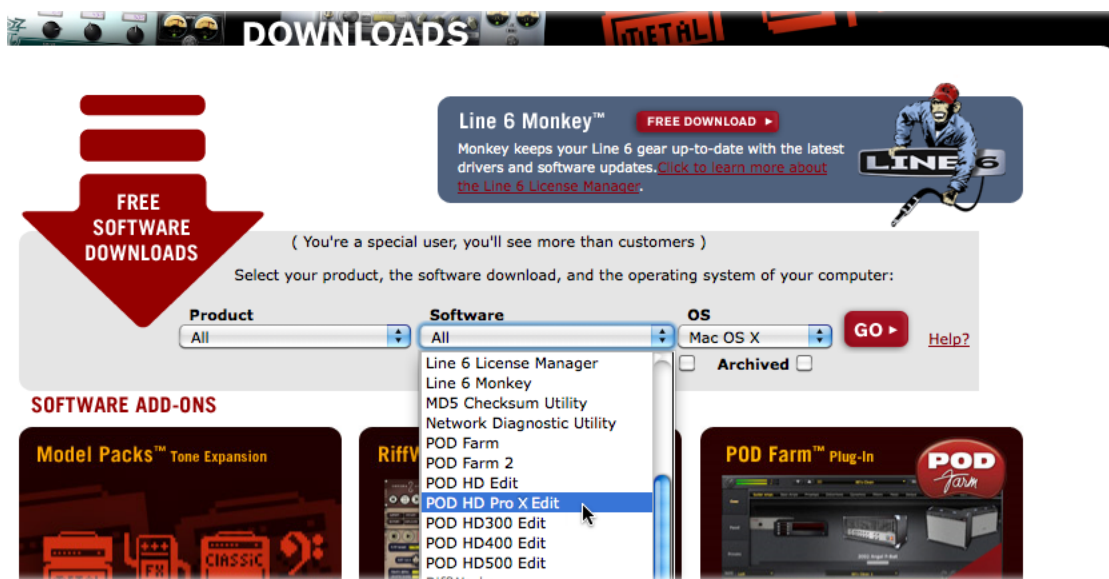 DOWNLOADS
METAL
Line 6 Monkey™ FREE DOWNLOAD
Monkey keeps your Line 6 gear up-to-date with the latest
drivers and software updates.Click to learn more about
the Line 6 License Manager.
LINE 6
FREE
SOFTWARE
DOWNLOADS
( You're a special user, you'll see more than customers )
Select your product, the software download, and the operating system of your computer:
Product Software OS
All All Mac OS X GO Help?
Archived
Line 6 License Manager
Line 6 Monkey
MD5 Checksum Utility
Network Diagnostic Utility
POD Farm
POD Farm 2
POD HD Edit
POD HD Pro X Edit
POD HD300 Edit
POD HD400 Edit
POD HD500 Edit
SOFTWARE ADD-ONS
Model Packs™ Tone Expansion
FX
CLASSIC
Riff
POD Farm™ Plug-In
POD
Farm